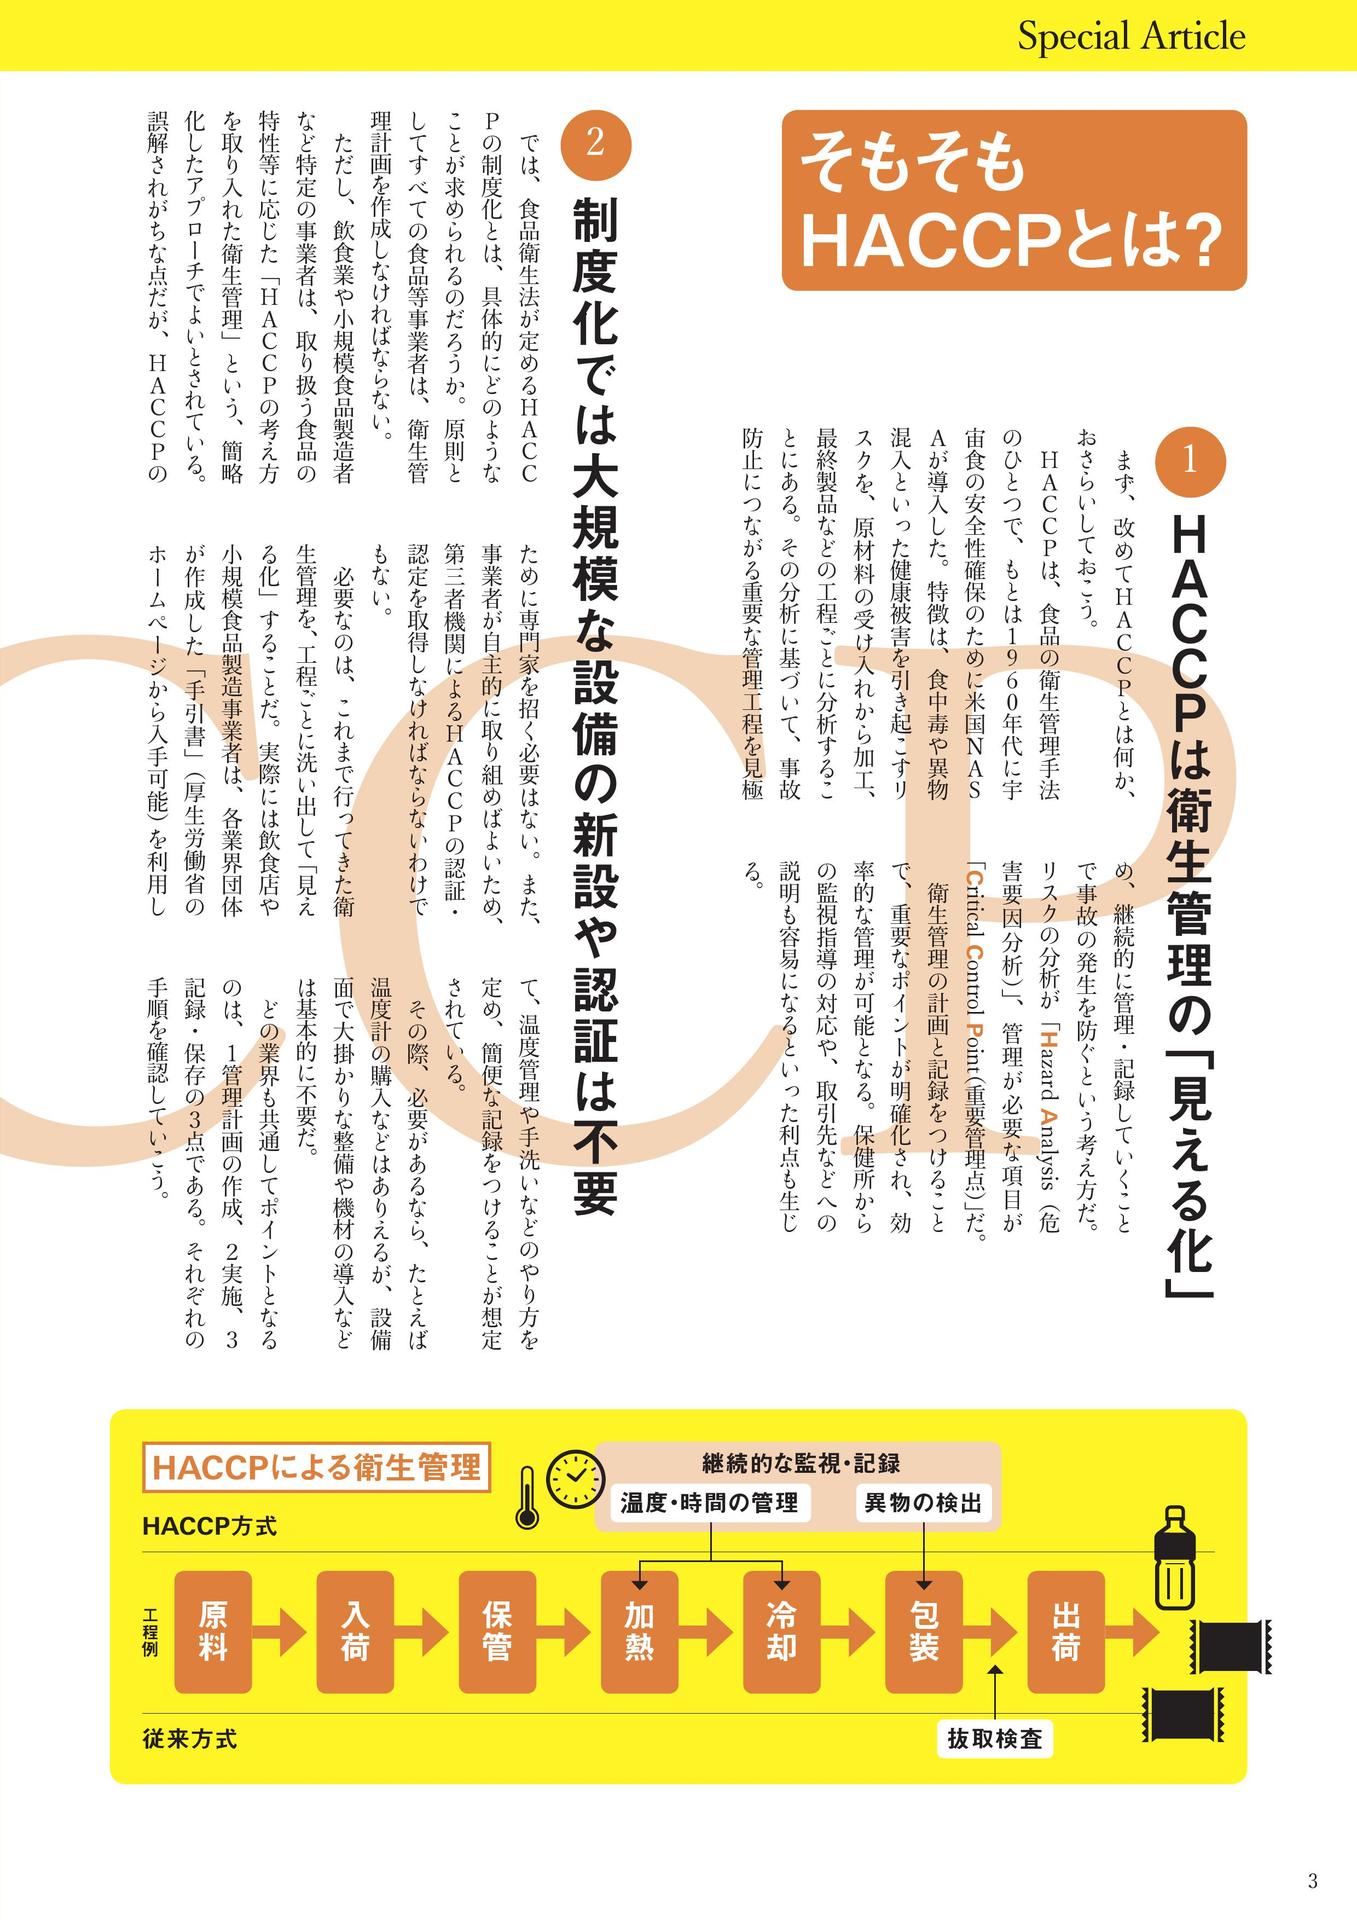 Special Article
そもそも
HACCPとは?
1
HACCPは衛生管理の「見える化」
まず、改めてHACCPとは何か、
おさらいしておこう。
HACCPは、食品の衛生管理手法
のひとつで、もとは1960年代に宇
宙食の安全性確保のために米国NAS
Aが導入した。特徴は、食中毒や異物
混入といった健康被害を引き起こすリ
スクを、原材料の受け入れから加工、
最終製品などの工程ごとに分析するこ
とにある。その分析に基づいて、事故
防止につながる重要な管理工程を見極
め、継続的に管理・記録していくこと
で事故の発生を防ぐという考え方だ。
リスクの分析が「Hazard Analysis(危
害要因分析)」、管理が必要な項目が
「Critical Control Point(重要管理点)」だ。
衛生管理の計画と記録をつけること
で、重要なポイントが明確化され、効
率的な管理が可能となる。保健所から
の監視指導の対応や、取引先などへの
説明も容易になるといった利点も生じ
る。
2
制度化では大規模な設備の新設や認証は不要
では、食品衛生法が定めるHACC
Pの制度化とは、具体的にどのような
ことが求められるのだろうか。原則と
してすべての食品等事業者は、衛生管
理計画を作成しなければならない。
ただし、飲食業や小規模食品製造者
など特定の事業者は、取り扱う食品の
特性等に応じた「HACCPの考え方
を取り入れた衛生管理」という、簡略
化したアプローチでよいとされている。
誤解されがちな点だが、HACCPの
ために専門家を招く必要はない。また、
事業者が自主的に取り組めばよいため、
第三者機関によるHACCPの認証・
認定を取得しなければならないわけで
もない。
必要なのは、これまで行ってきた衛
生管理を、工程ごとに洗い出して「見え
る化」することだ。実際には飲食店や
小規模食品製造事業者は、各業界団体
が作成した「手引書」(厚生労働省の
ホームページから入手可能)を利用し
て、温度管理や手洗いなどのやり方を
定め、簡便な記録をつけることが想定
されている。
その際、必要があるなら、たとえば
温度計の購入などはありえるが、設備
面で大掛かりな整備や機材の導入など
は基本的に不要だ。
どの業界も共通してポイントとなる
のは、1管理計画の作成、2実施、3
記録・保存の3点である。それぞれの
手順を確認していこう。
CCP
HACCPによる衛生管理
継続的な監視・記録
温度・時間の管理
異物の検出
HACCP方式
工程例
原料
入荷
保管
加熱
冷却
包装
出荷
従来方式
抜取検査
3